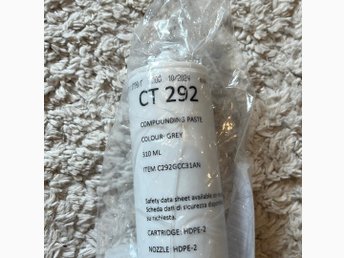 10/2024
CT 292
COMPOUNDING PASTE
COLOUR: GREY
310 ML
ITEM C292GCC31AN
Safety data sheet available on
Scheda dati di sicurezza
su richiesta.
CARTRIDGE: HDPE-2
NOZZLE: HDPE-2